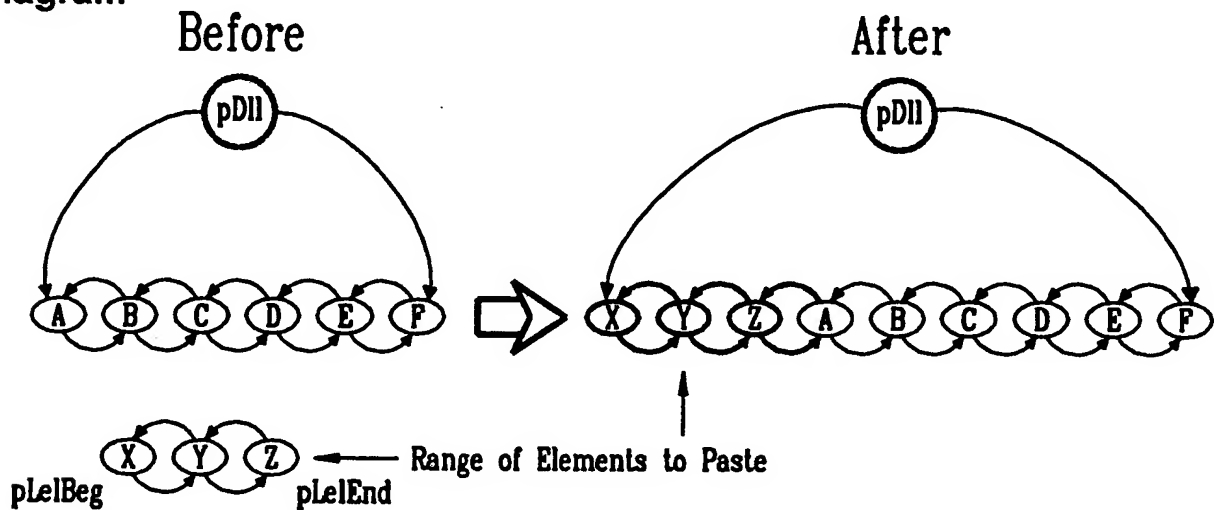 Before
After
pDll
pDll
A B C D E F
X Y Z A B C D E F
X Y Z
Range of Elements to Paste
pLelBeg
pLelEnd